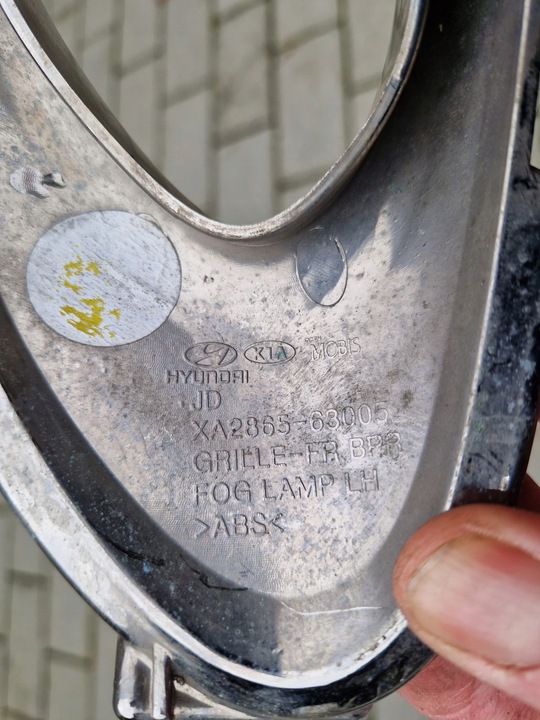 KIA MOBIS
HYUNDAI
JD
XA2865-63005
GRILLE-FR BPR
FOG LAMP LH
>ABS<